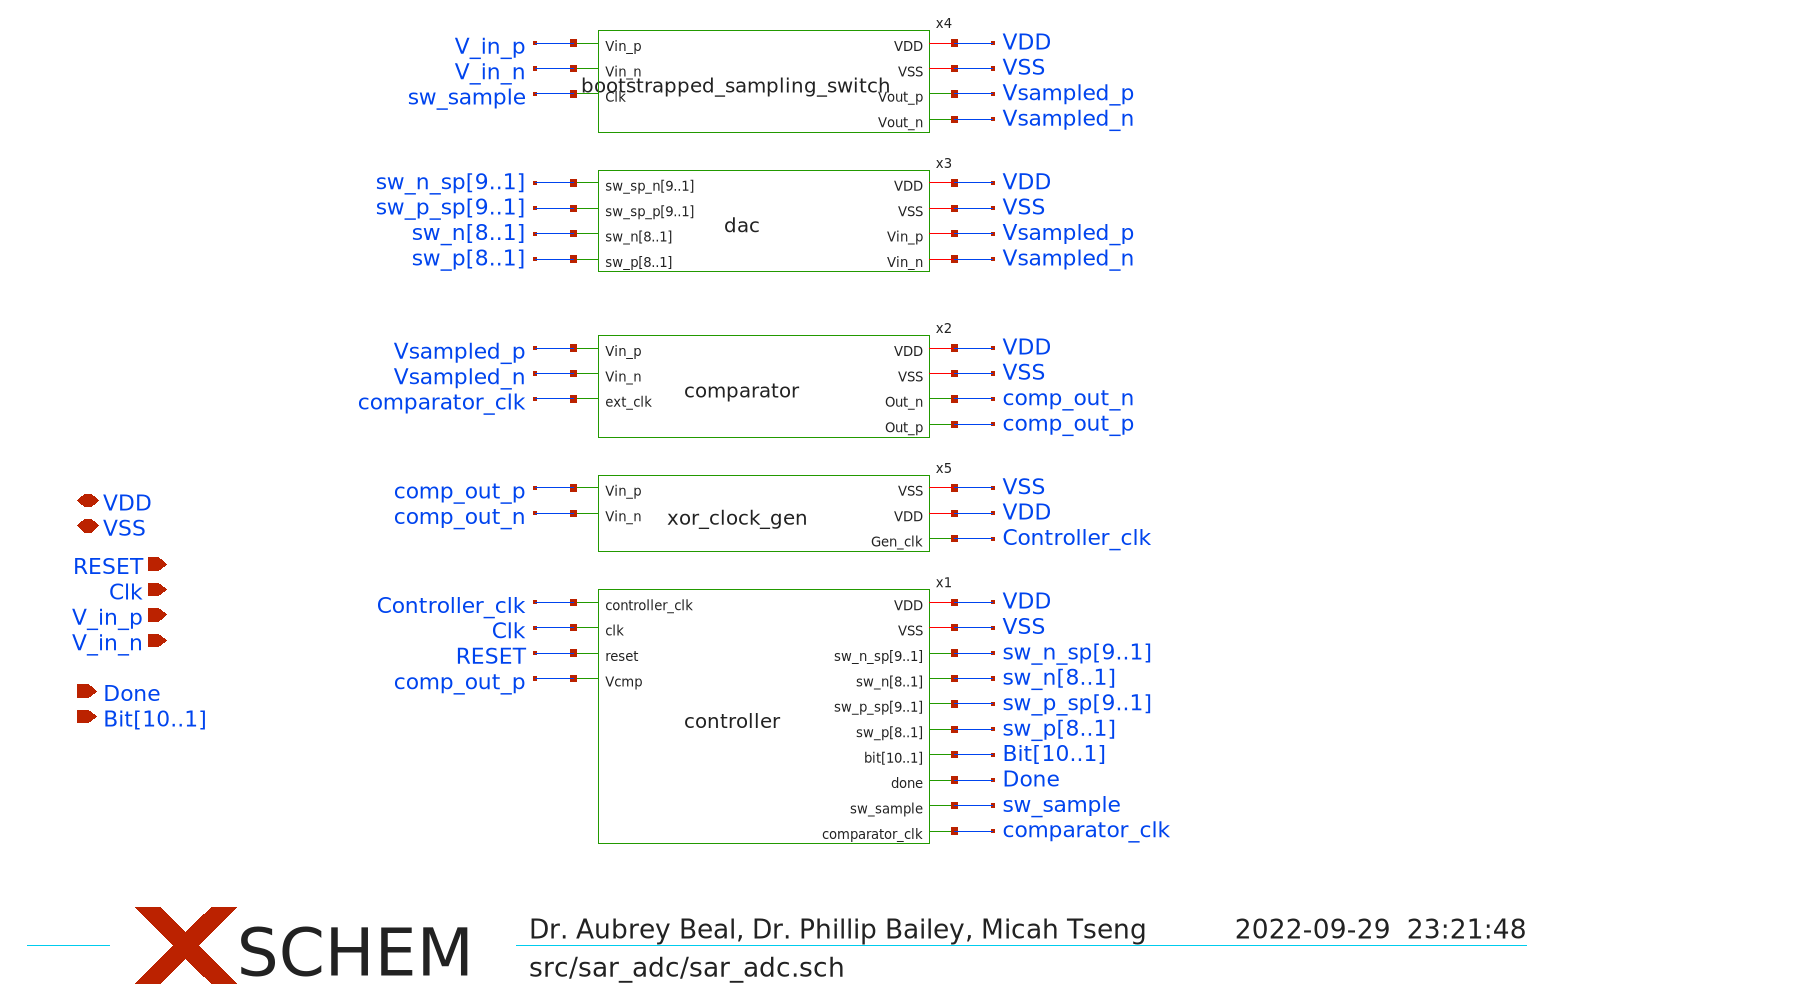 x4
V_in_p Vin_p VDD VDD
V_in_n Vin_n VSS VSS
bootstrapped_sampling_switch
sw_sample Clk Vout_p Vsampled_p
Vout_n Vsampled_n
x3
sw_n_sp[9..1] sw_sp_n[9..1] VDD VDD
sw_p_sp[9..1] sw_sp_p[9..1] VSS VSS
dac
sw_n[8..1] sw_n[8..1] Vin_p Vsampled_p
sw_p[8..1] sw_p[8..1] Vin_n Vsampled_n
x2
Vsampled_p Vin_p VDD VDD
Vsampled_n Vin_n VSS VSS
comparator
comparator_clk ext_clk Out_n comp_out_n
Out_p comp_out_p
x5
comp_out_p Vin_p VSS VSS
comp_out_n Vin_n xor_clock_gen VDD VDD
Gen_clk Controller_clk
VDD
VSS
RESET
Clk
V_in_p
V_in_n
Done
Bit[10..1]
x1
Controller_clk controller_clk VDD VDD
Clk clk VSS VSS
RESET reset sw_n_sp[9..1] sw_n_sp[9..1]
comp_out_p Vcmp sw_n[8..1] sw_n[8..1]
sw_p_sp[9..1] sw_p_sp[9..1]
controller
sw_p[8..1] sw_p[8..1]
bit[10..1] Bit[10..1]
done Done
sw_sample sw_sample
comparator_clk comparator_clk
XSCHEM
Dr. Aubrey Beal, Dr. Phillip Bailey, Micah Tseng 2022-09-29 23:21:48
src/sar_adc/sar_adc.sch